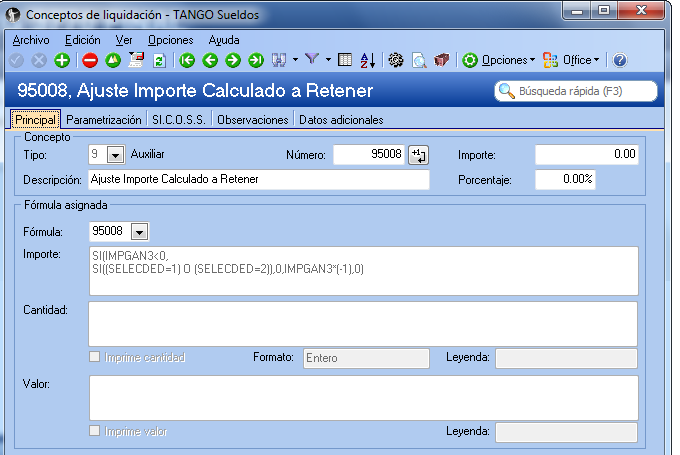 Conceptos de liquidación - TANGO Sueldos
Archivo Edición Ver Opciones Ayuda
Opciones Office
95008, Ajuste Importe Calculado a Retener Búsqueda rápida (F3)
Principal Parametrización SI.C.O.S.S. Observaciones Datos adicionales
Concepto
Tipo: 9 Auxiliar Número: 95008 Importe: 0.00
Descripción: Ajuste Importe Calculado a Retener Porcentaje: 0.00%
Fórmula asignada
Fórmula: 95008
Importe: SI(IMPGAN3<0,
SI((SELECDED=1) O (SELECDED=2)),0,IMPGAN3*(-1),0)
Cantidad:
Imprime cantidad Formato: Entero Leyenda:
Valor:
Imprime valor Leyenda: